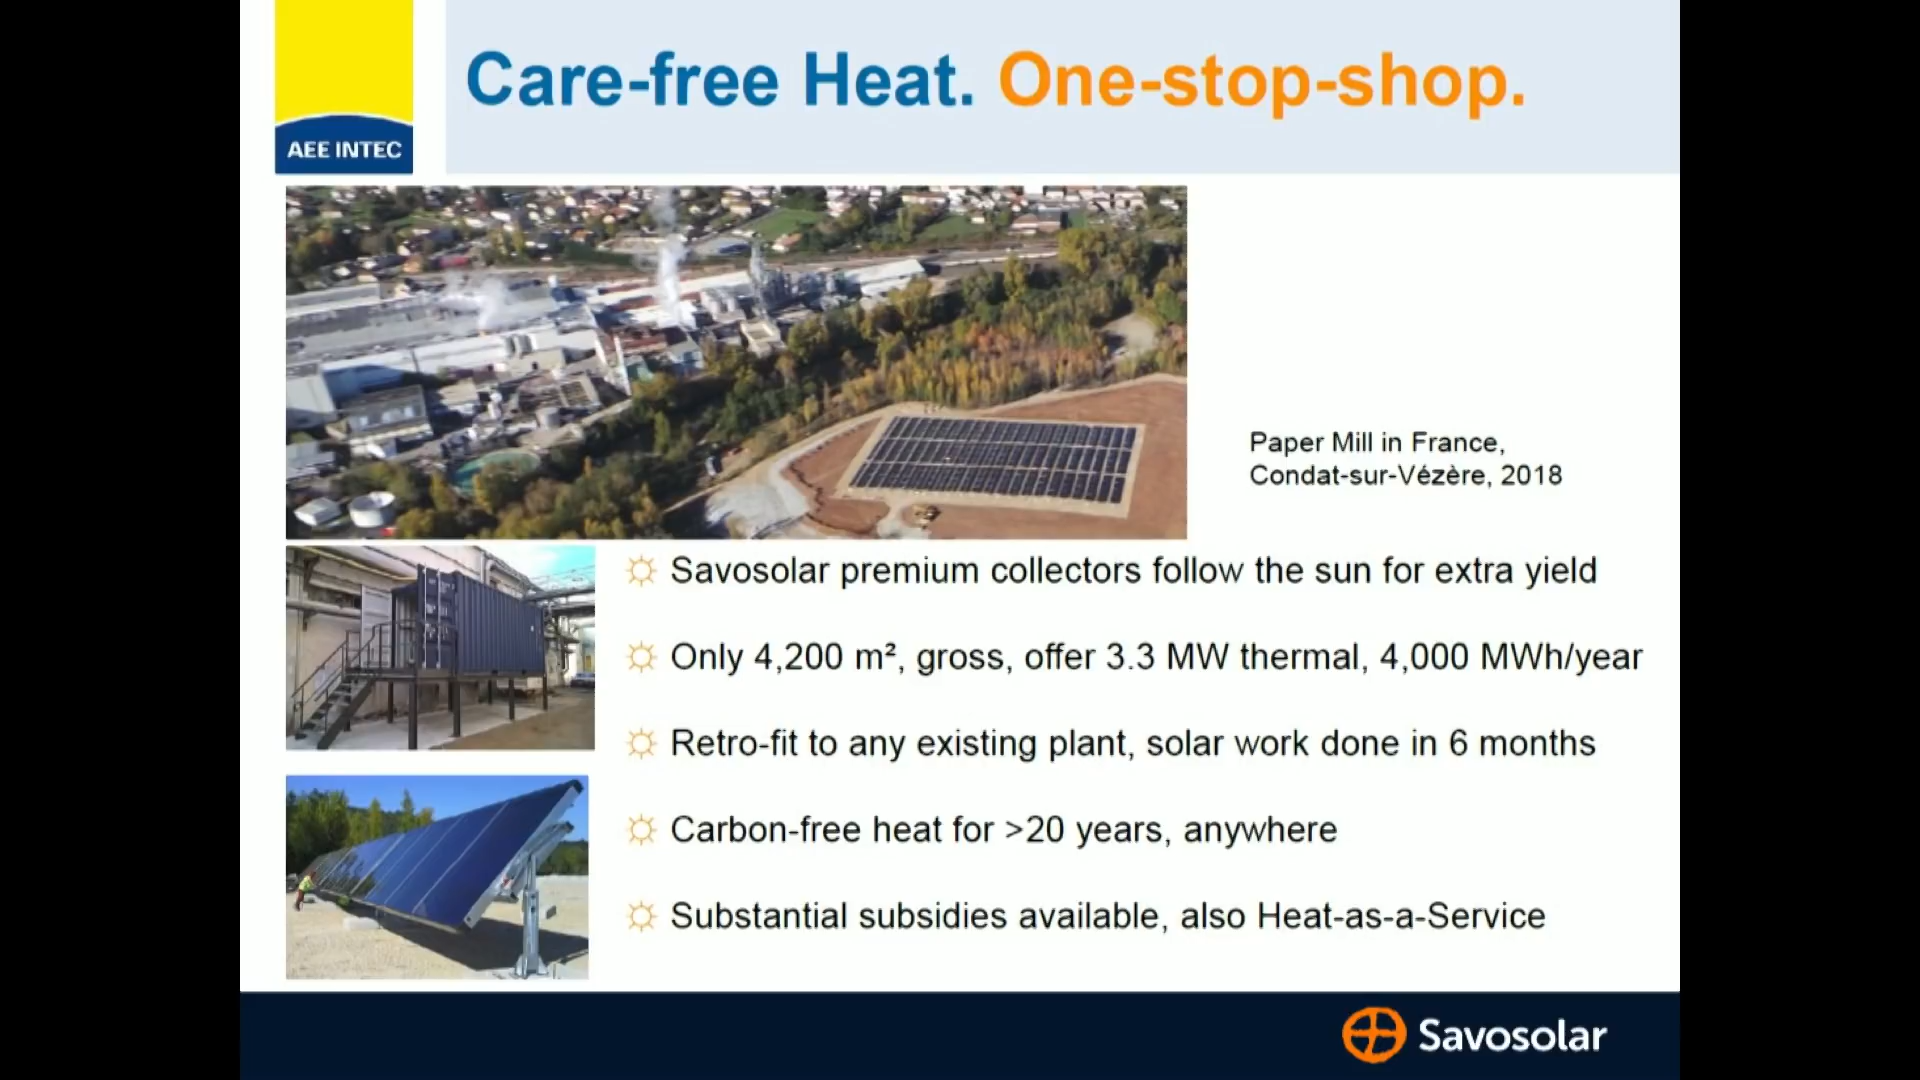 AEE INTEC
Care-free Heat. One-stop-shop.
Paper Mill in France,
Condat-sur-Vézère, 2018
Savosolar premium collectors follow the sun for extra yield
Only 4,200 m², gross, offer 3.3 MW thermal, 4,000 MWh/year
Retro-fit to any existing plant, solar work done in 6 months
Carbon-free heat for >20 years, anywhere
Substantial subsidies available, also Heat-as-a-Service
Savosolar